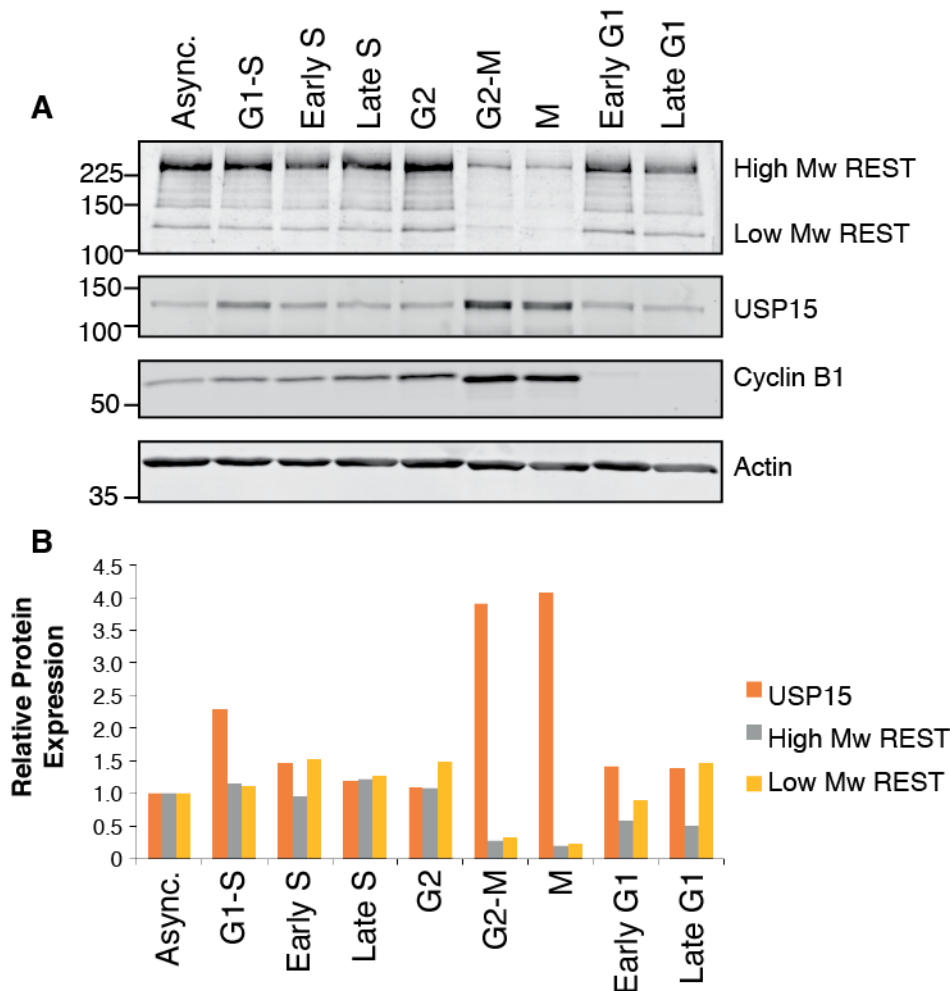 A
Async.
G1-S
Early S
Late S
G2
G2-M
M
Early G1
Late G1
225
150
100
High Mw REST
Low Mw REST
150
100
USP15
50
Cyclin B1
35
Actin
B
Relative Protein
Expression
4.5
4.0
3.5
3.0
2.5
2.0
1.5
1.0
0.5
0
Async.
G1-S
Early S
Late S
G2
G2-M
M
Early G1
Late G1
USP15
High Mw REST
Low Mw REST